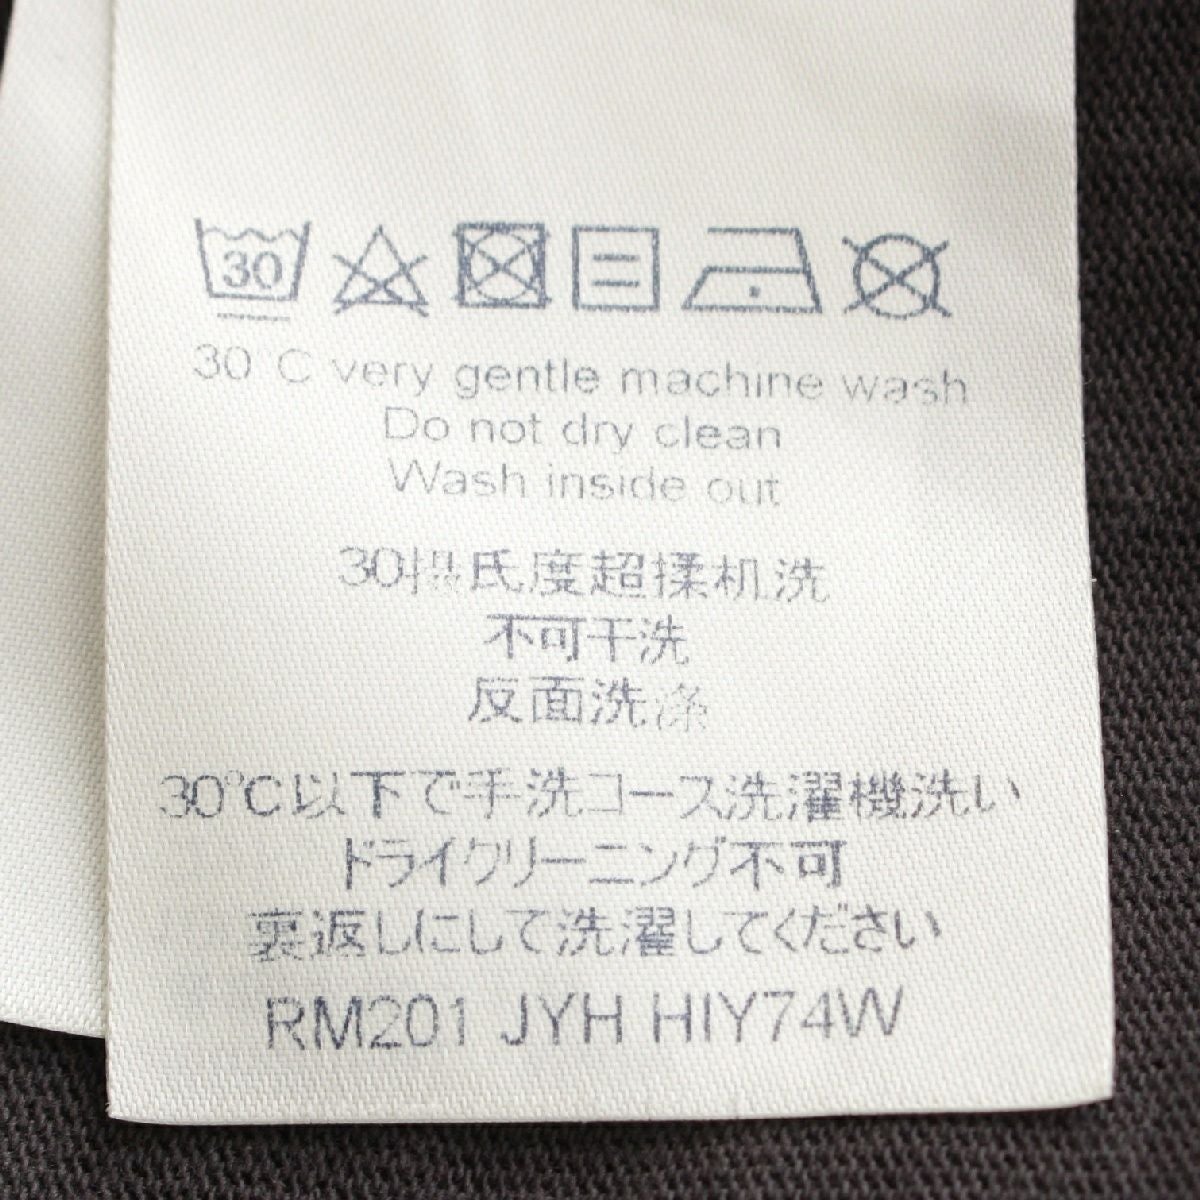 30
30°C very gentle machine wash
Do not dry clean
Wash inside out
30摄氏度超揉机洗
不可干洗
反面洗涤
30℃以下で手洗コース洗濯機洗い
ドライクリーニング不可
裏返しにして洗濯してください
RM201 JYH HIY74W